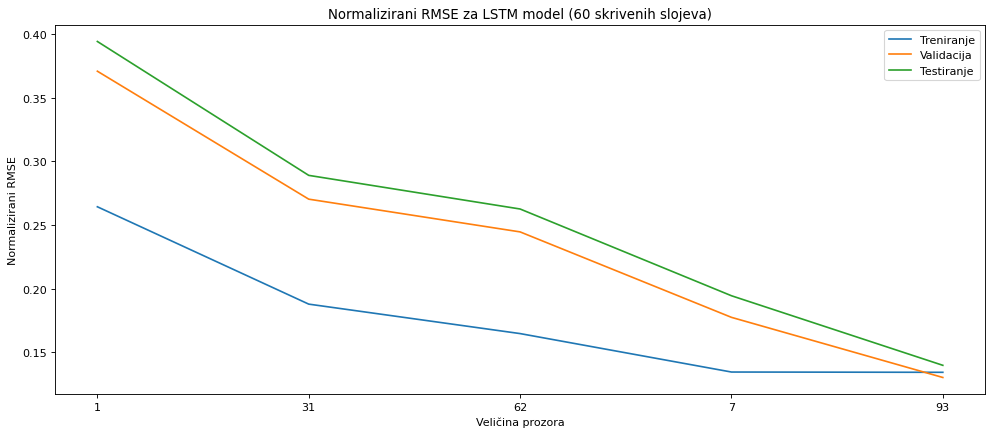 Normalizirani RMSE za LSTM model (60 skrivenih slojeva)
Treniranje
Validacija
Testiranje
Normalizirani RMSE
0.40
0.35
0.30
0.25
0.20
0.15
1 31 62 7 93
Veličina prozora